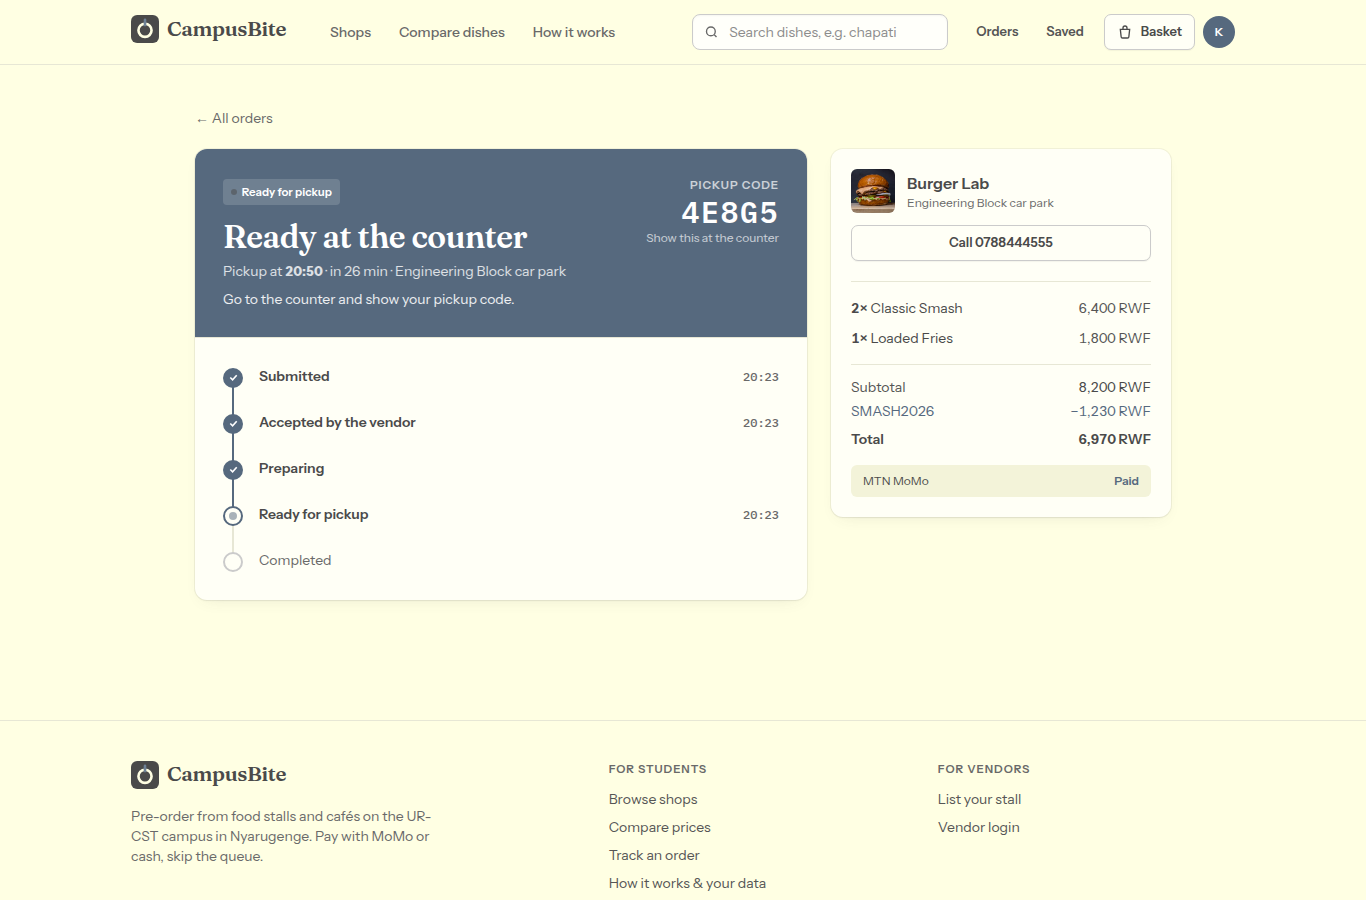 CampusBite
Shops
Compare dishes
How it works
Search dishes, e.g. chapati
Orders
Saved
Basket
K
← All orders
Ready for pickup
Ready at the counter
Pickup at 20:50 · in 26 min · Engineering Block car park
Go to the counter and show your pickup code.
PICKUP CODE
4E8G5
Show this at the counter
Submitted 20:23
Accepted by the vendor 20:23
Preparing
Ready for pickup 20:23
Completed
Burger Lab
Engineering Block car park
Call 0788444555
2× Classic Smash 6,400 RWF
1× Loaded Fries 1,800 RWF
Subtotal 8,200 RWF
SMASH2026 −1,230 RWF
Total 6,970 RWF
MTN MoMo Paid
CampusBite
Pre-order from food stalls and cafés on the UR-
CST campus in Nyarugenge. Pay with MoMo or
cash, skip the queue.
FOR STUDENTS
Browse shops
Compare prices
Track an order
How it works & your data
FOR VENDORS
List your stall
Vendor login